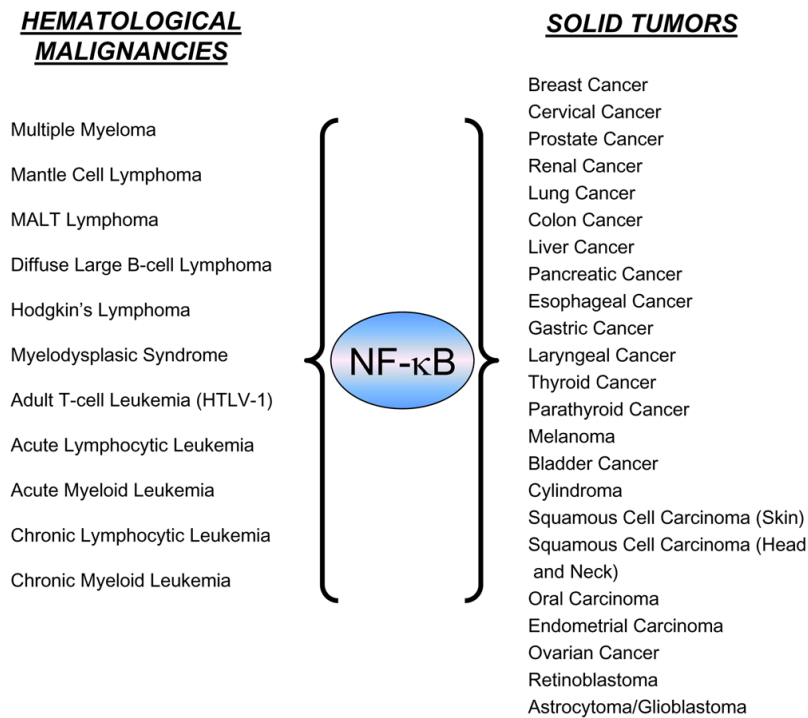 HEMATOLOGICAL
MALIGNANCIES
Multiple Myeloma
Mantle Cell Lymphoma
MALT Lymphoma
Diffuse Large B-cell Lymphoma
Hodgkin’s Lymphoma
Myelodysplasic Syndrome
Adult T-cell Leukemia (HTLV-1)
Acute Lymphocytic Leukemia
Acute Myeloid Leukemia
Chronic Lymphocytic Leukemia
Chronic Myeloid Leukemia
NF-κB
SOLID TUMORS
Breast Cancer
Cervical Cancer
Prostate Cancer
Renal Cancer
Lung Cancer
Colon Cancer
Liver Cancer
Pancreatic Cancer
Esophageal Cancer
Gastric Cancer
Laryngeal Cancer
Thyroid Cancer
Parathyroid Cancer
Melanoma
Bladder Cancer
Cylindroma
Squamous Cell Carcinoma (Skin)
Squamous Cell Carcinoma (Head
and Neck)
Oral Carcinoma
Endometrial Carcinoma
Ovarian Cancer
Retinoblastoma
Astrocytoma/Glioblastoma